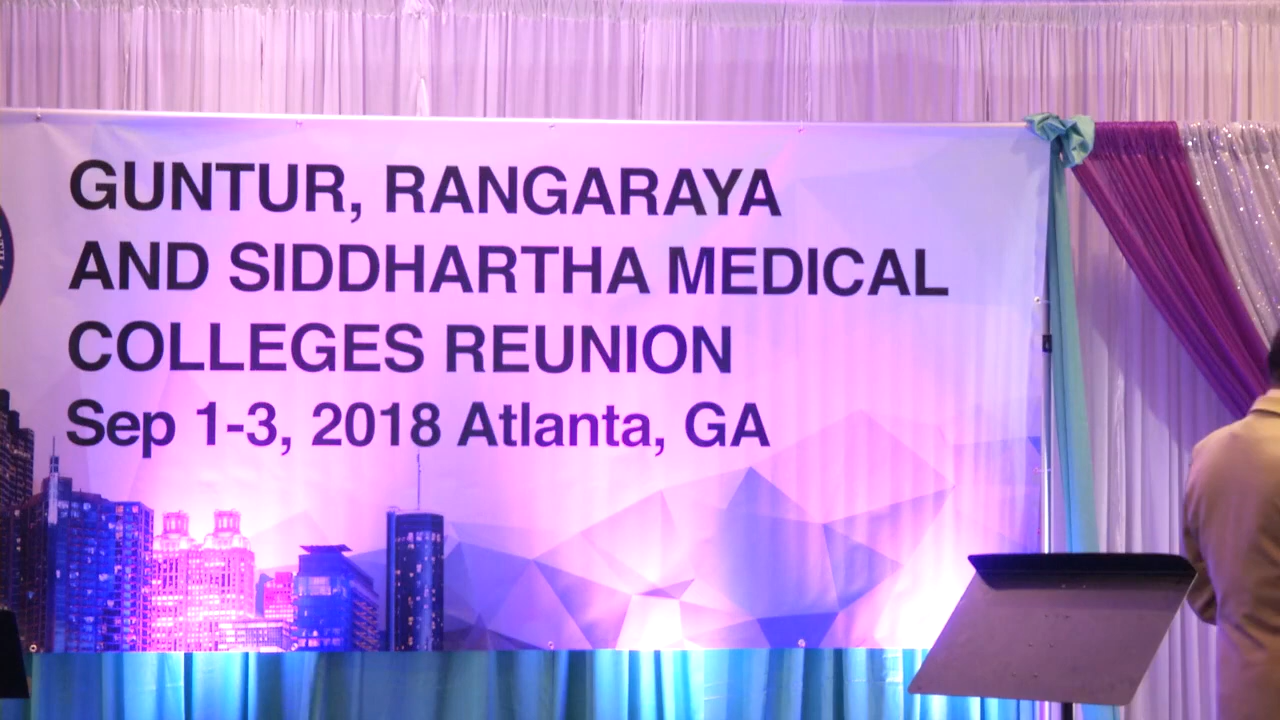 GUNTUR, RANGARAYA
AND SIDDHARTHA MEDICAL
COLLEGES REUNION
Sep 1-3, 2018 Atlanta, GA